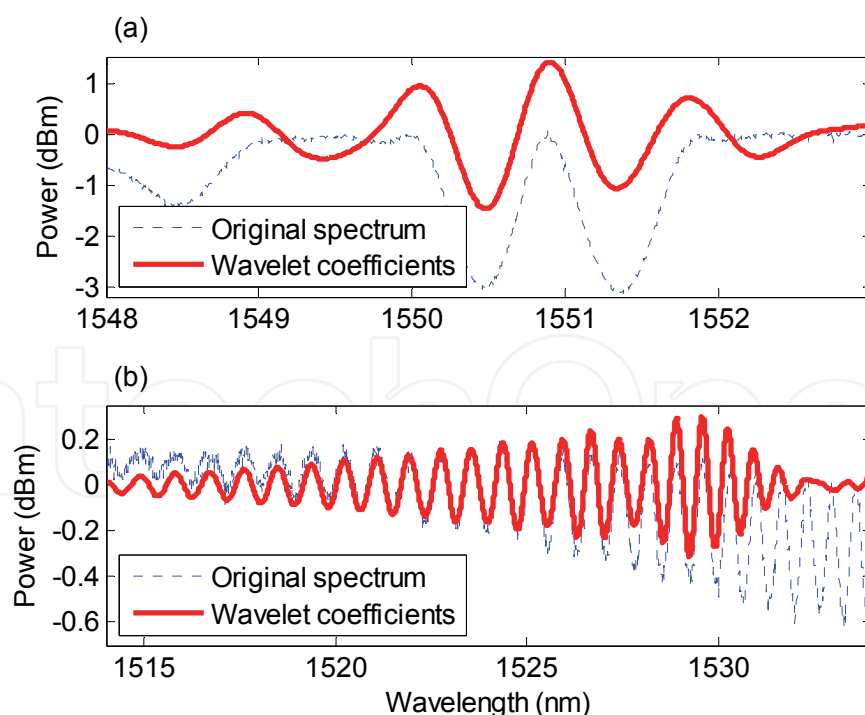 (a)
Power (dBm)
1
0
-1
-2
-3
Original spectrum
Wavelet coefficients
1548 1549 1550 1551 1552
(b)
Power (dBm)
0.2
0
-0.2
-0.4
-0.6
Original spectrum
Wavelet coefficients
1515 1520 1525 1530
Wavelength (nm)